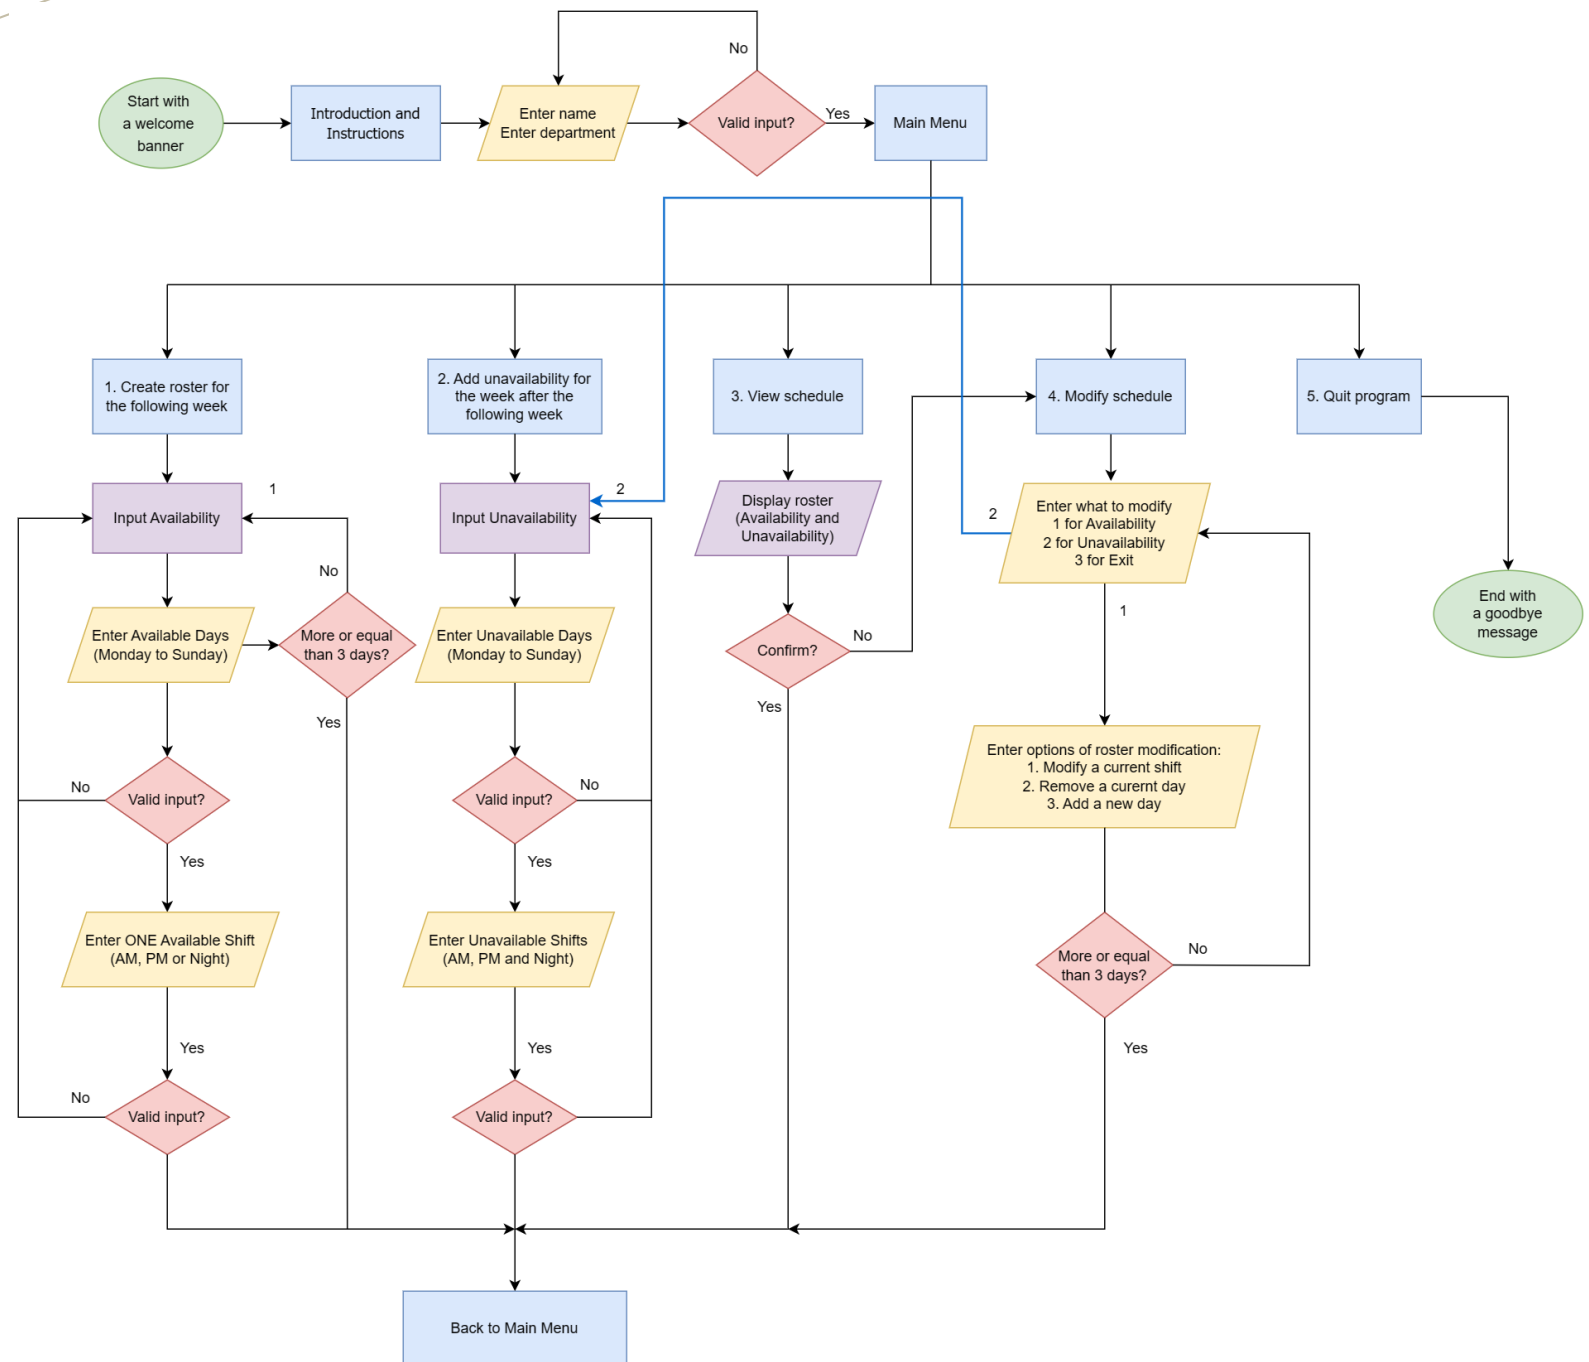 No
Start with
a welcome
banner
Introduction and
Instructions
Enter name
Enter department
Valid input?
Yes
Main Menu
1. Create roster for
the following week
2. Add unavailability for
the week after the
following week
3. View schedule
4. Modify schedule
5. Quit program
Input Availability
1
Input Unavailability
2
Display roster
(Availability and
Unavailability)
2
Enter what to modify
1 for Availability
2 for Unavailability
3 for Exit
No
1
Enter Available Days
(Monday to Sunday)
More or equal
than 3 days?
Enter Unavailable Days
(Monday to Sunday)
Confirm?
No
End with
a goodbye
message
Yes
Yes
Enter options of roster modification:
1. Modify a current shift
2. Remove a curernt day
3. Add a new day
No
Valid input?
Valid input?
No
Yes
Yes
Enter ONE Available Shift
(AM, PM or Night)
Enter Unavailable Shifts
(AM, PM and Night)
More or equal
than 3 days?
No
Yes
Yes
Yes
No
Valid input?
Valid input?
Back to Main Menu